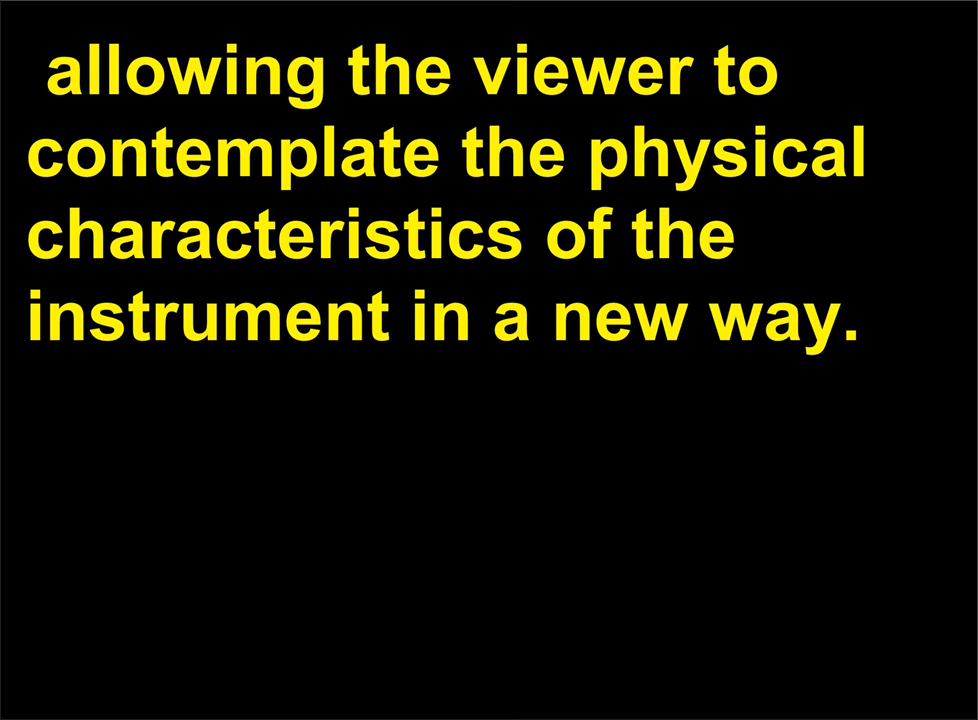 allowing the viewer to
contemplate the physical
characteristics of the
instrument in a new way.